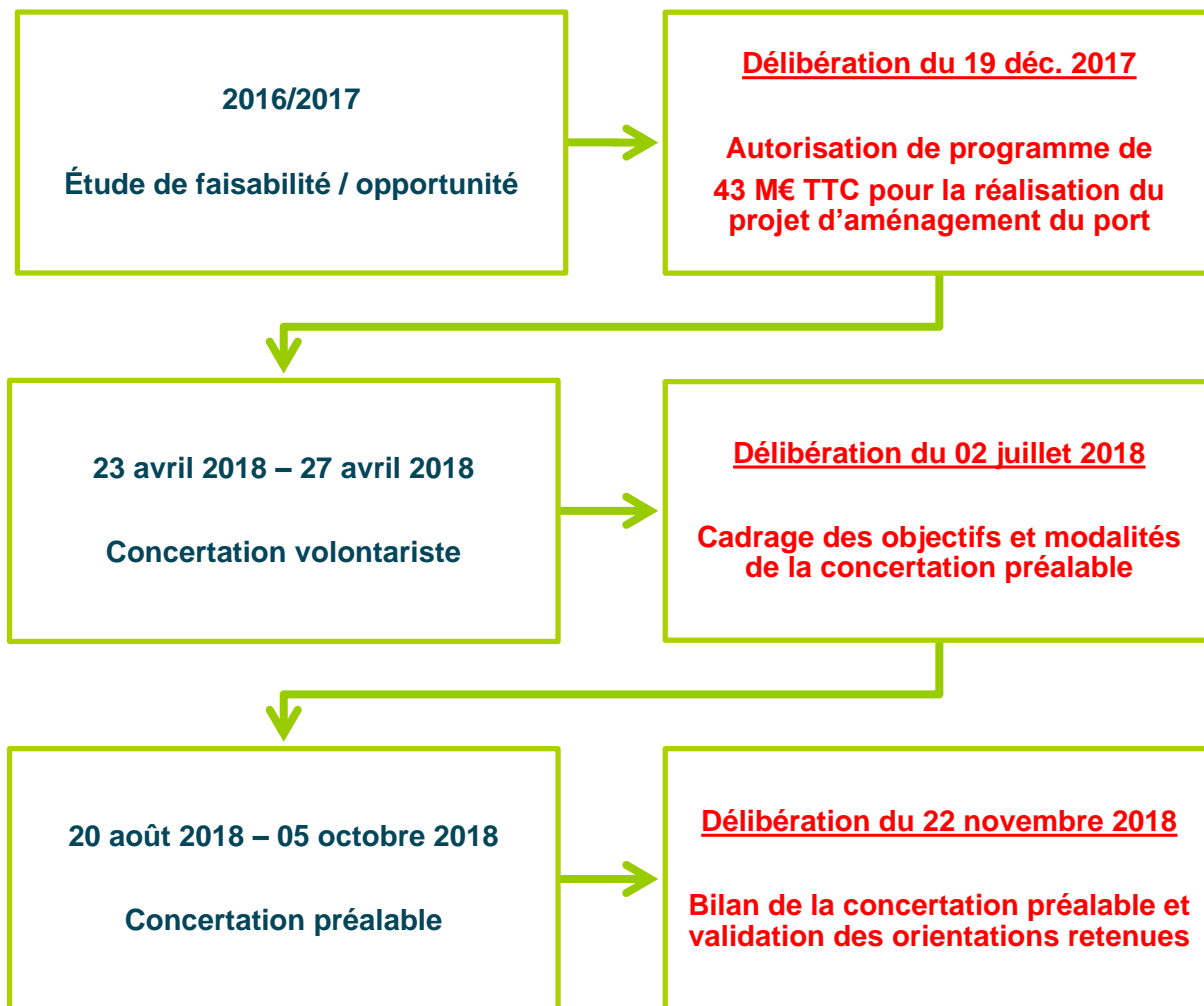 2016/2017
Étude de faisabilité / opportunité
Délibération du 19 déc. 2017
Autorisation de programme de
43 M€ TTC pour la réalisation du
projet d’aménagement du port
23 avril 2018 – 27 avril 2018
Concertation volontariste
Délibération du 02 juillet 2018
Cadrage des objectifs et modalités
de la concertation préalable
20 août 2018 – 05 octobre 2018
Concertation préalable
Délibération du 22 novembre 2018
Bilan de la concertation préalable et
validation des orientations retenues